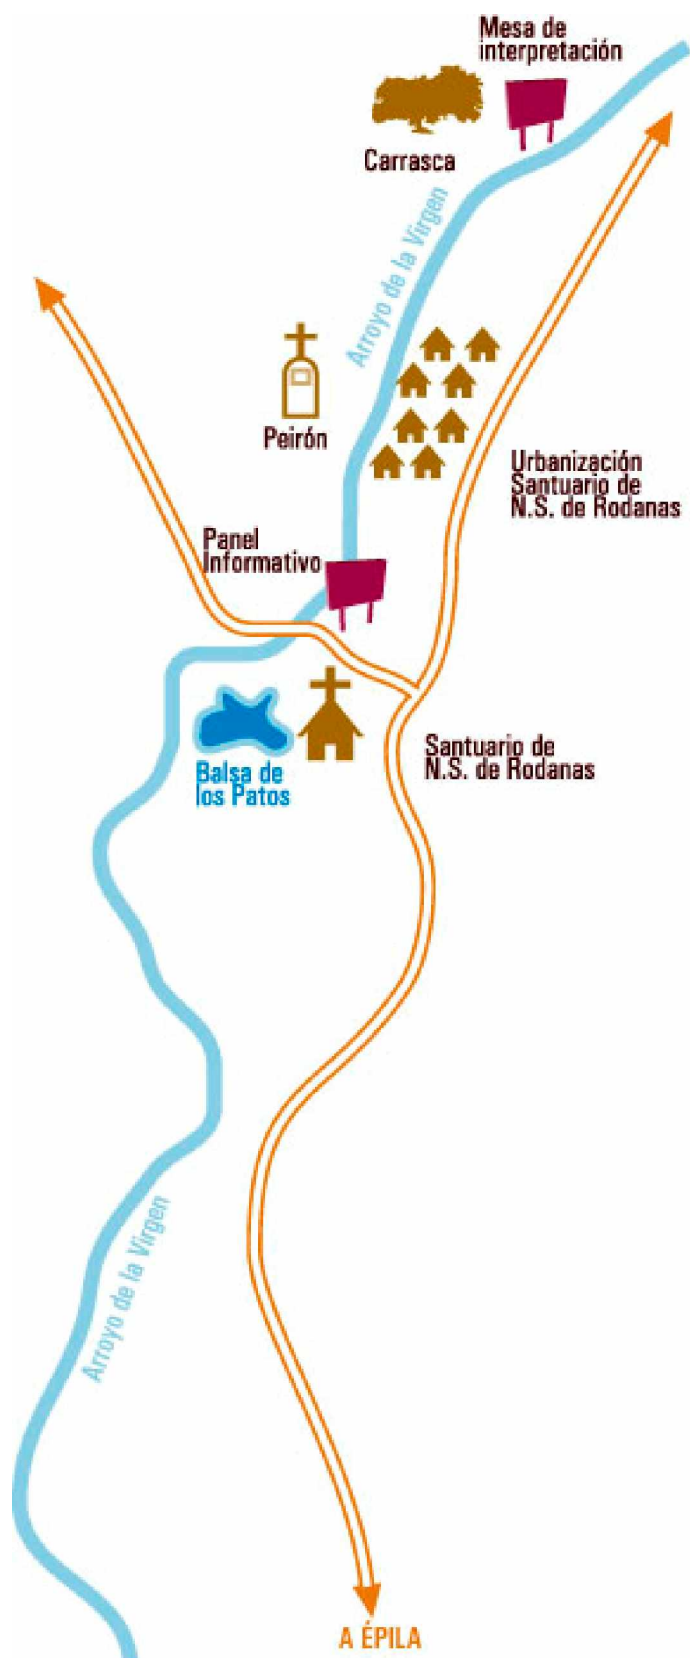 Mesa de
interpretación
Carrasca
Arroyo de la Virgen
Peirón
Urbanización
Santuario de
N.S. de Rodanas
Panel
Informativo
Santuario de
N.S. de Rodanas
Balsa de
los Patos
Arroyo de la Virgen
A ÉPILA